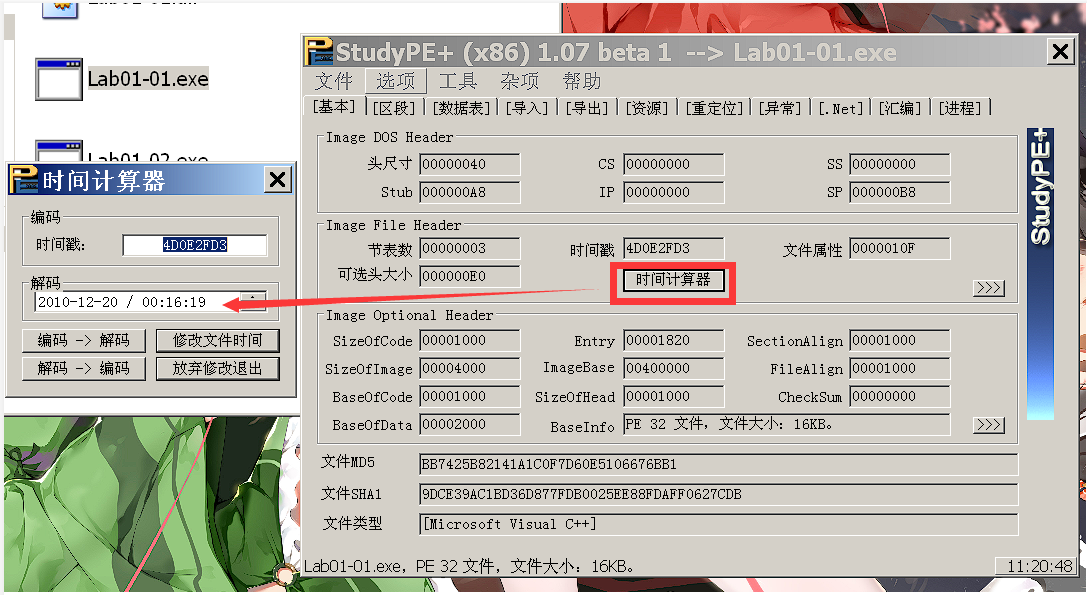 Lab01-01.exe
Lab01-02.exe
时间计算器
编码
时间戳: 4D0E2FD3
解码
2010-12-20 / 00:16:19
编码 -> 解码 修改文件时间
解码 -> 编码 放弃修改退出
StudyPE+ (x86) 1.07 beta 1 --> Lab01-01.exe
文件 选项 工具 杂项 帮助
[基本] [区段] [数据表] [导入] [导出] [资源] [重定位] [异常] [.Net] [汇编] [进程]
Image DOS Header
头尺寸 00000040 CS 00000000 SS 00000000
Stub 000000A8 IP 00000000 SP 000000B8
Image File Header
节表数 00000003 时间戳 4D0E2FD3 文件属性 0000010F
可选头大小 000000E0 时间计算器 >>>
Image Optional Header
SizeOfCode 00001000 Entry 00001820 SectionAlign 00001000
SizeOfImage 00004000 ImageBase 00400000 FileAlign 00001000
BaseOfCode 00001000 SizeOfHead 00001000 CheckSum 00000000
BaseOfData 00002000 BaseInfo PE 32 文件，文件大小：16KB。 >>>
文件MD5 BB7425B82141A1C0F7D60E5106676BB1
文件SHA1 9DCE39AC1BD36D877FDB0025EE88FDAFF0627CDB
文件类型 [Microsoft Visual C++]
Lab01-01.exe，PE 32 文件，文件大小：16KB。 11:20:48
StudyPE+